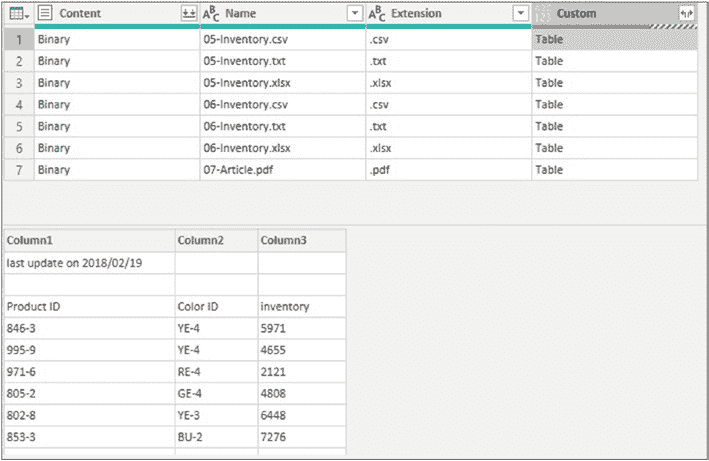 Content ABC Name ABC Extension ABC 123 Custom
1 Binary 05-Inventory.csv .csv Table
2 Binary 05-Inventory.txt .txt Table
3 Binary 05-Inventory.xlsx .xlsx Table
4 Binary 06-Inventory.csv .csv Table
5 Binary 06-Inventory.txt .txt Table
6 Binary 06-Inventory.xlsx .xlsx Table
7 Binary 07-Article.pdf .pdf Table
Column1 Column2 Column3
last update on 2018/02/19
Product ID Color ID inventory
846-3 YE-4 5971
995-9 YE-4 4655
971-6 RE-4 2121
805-2 GE-4 4808
802-8 YE-3 6448
853-3 BU-2 7276